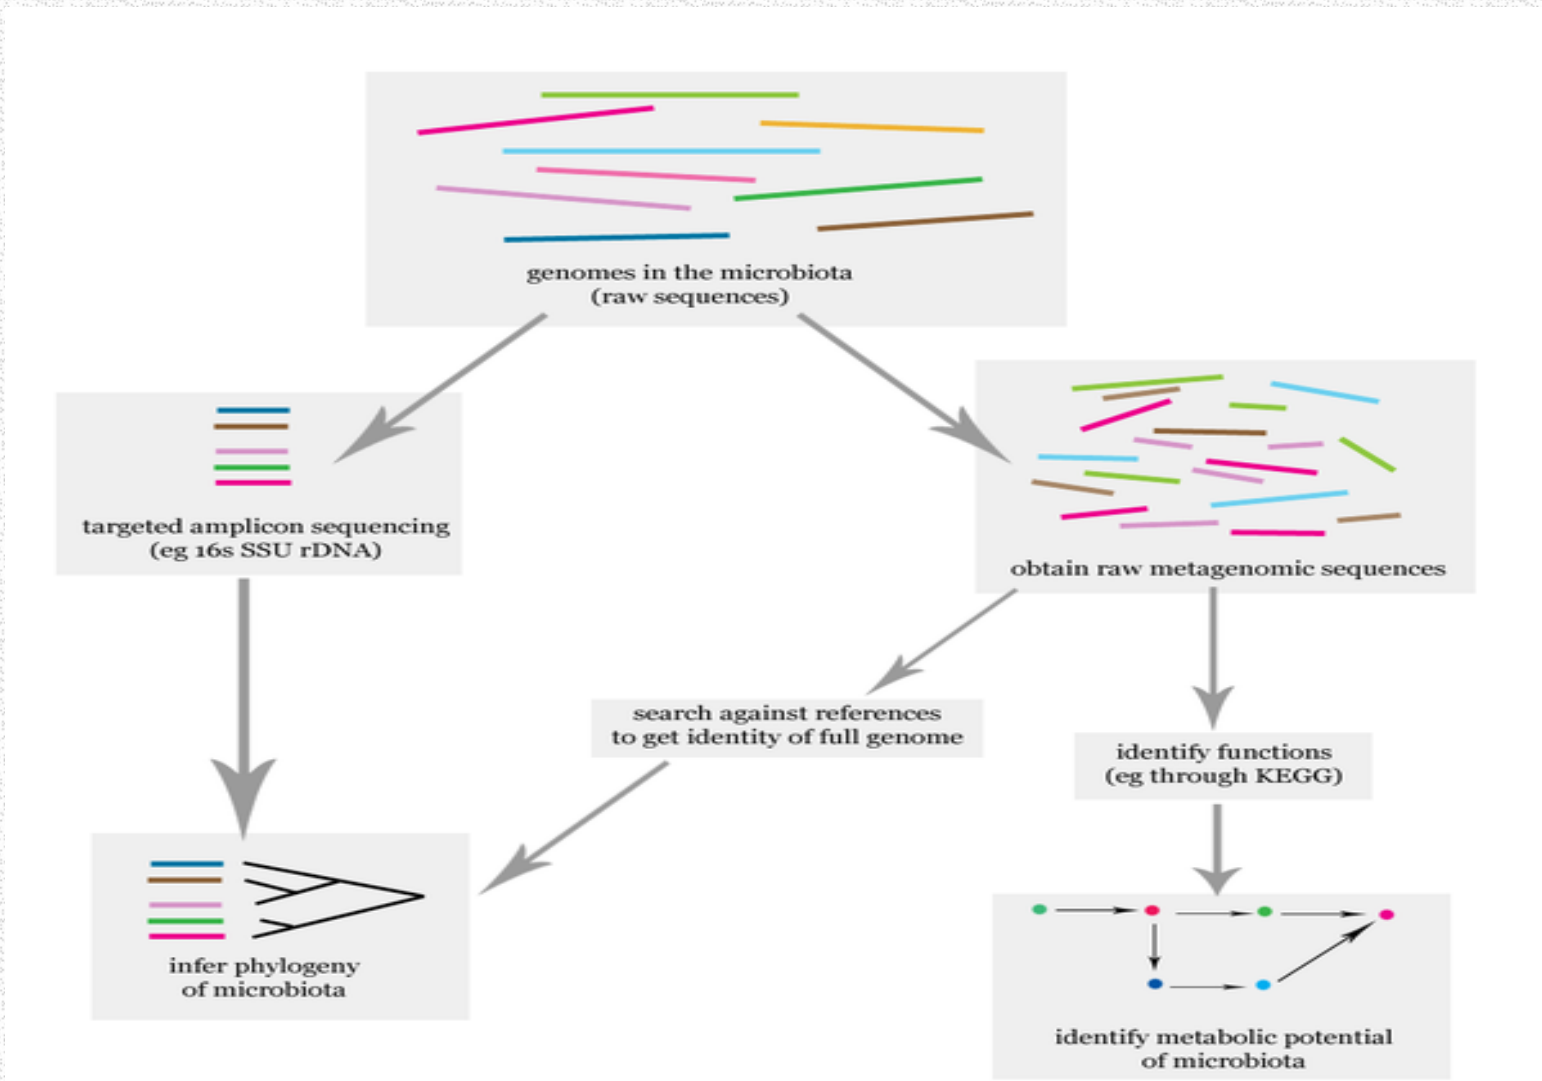 genomes in the microbiota
(raw sequences)
targeted amplicon sequencing
(eg 16s SSU rDNA)
obtain raw metagenomic sequences
search against references
to get identity of full genome
identify functions
(eg through KEGG)
infer phylogeny
of microbiota
identify metabolic potential
of microbiota